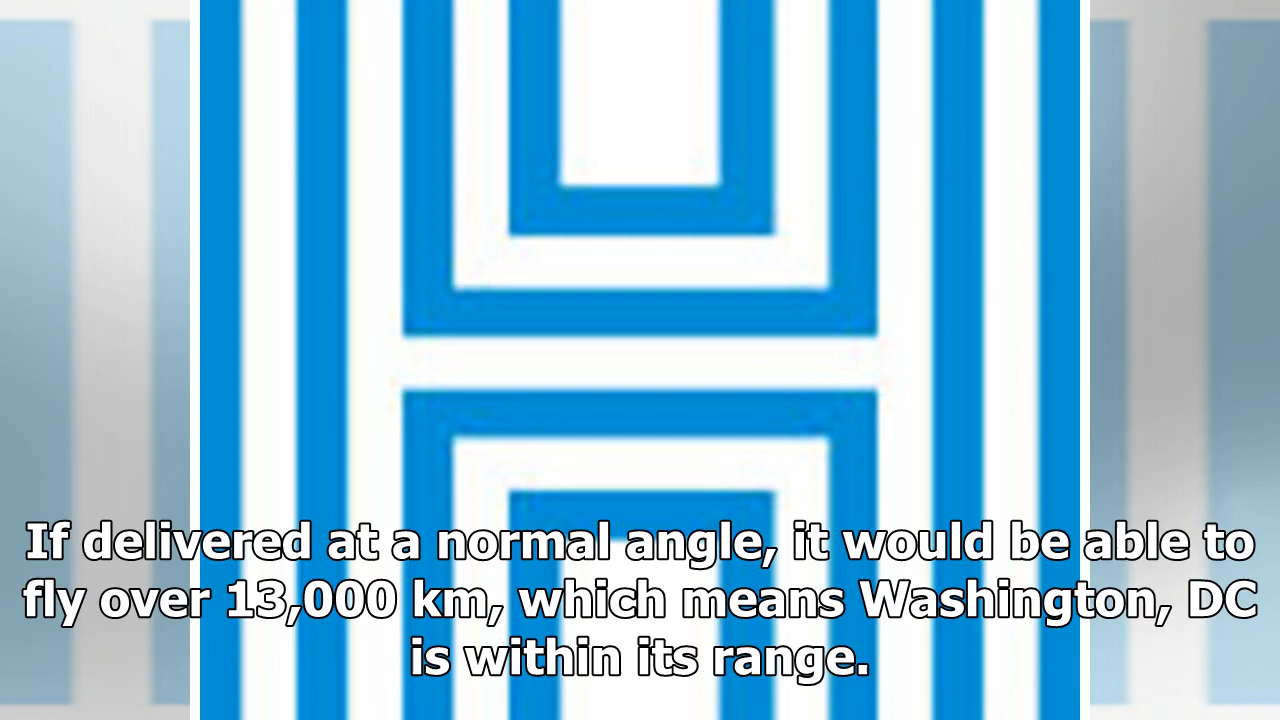 If delivered at a normal angle, it would be able to
fly over 13,000 km, which means Washington, DC
is within its range.